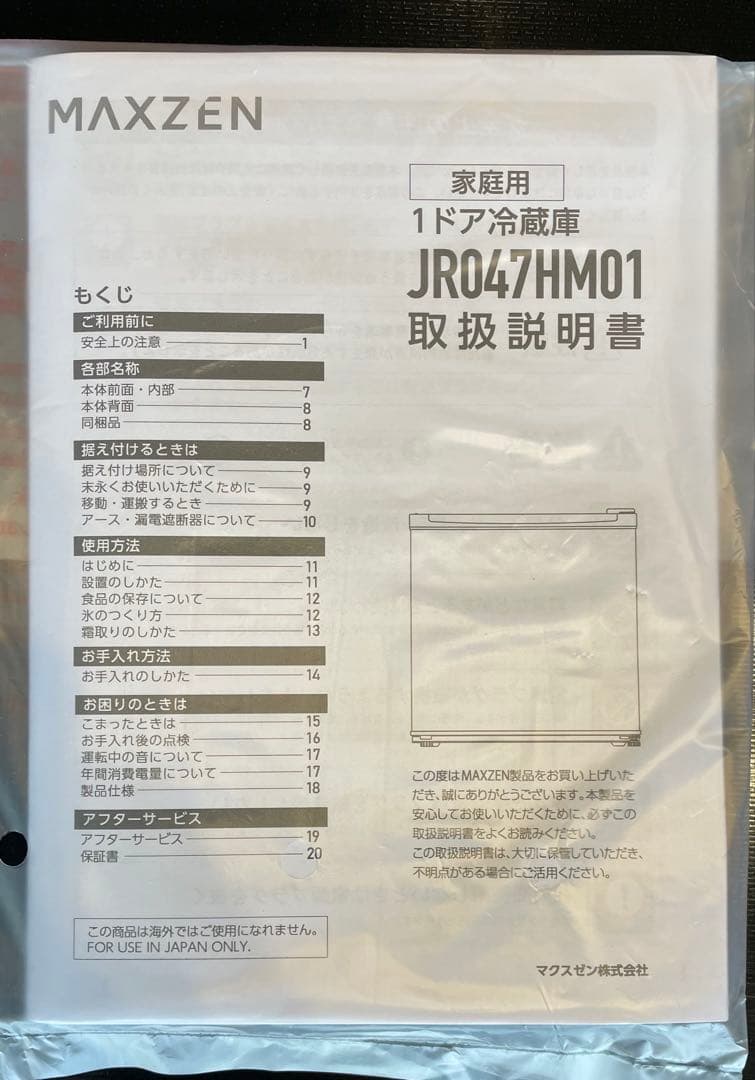 MAXZEN
家庭用
1ドア冷蔵庫
JR047HM01
取扱説明書
もくじ
ご利用前に
安全上の注意 1
各部名称
本体前面・内部 7
本体背面 8
同梱品 8
据え付けるときは
据え付け場所について 9
末永くお使いいただくために 9
移動・運搬するとき 9
アース・漏電遮断器について 10
使用方法
はじめに 11
設置のしかた 11
食品の保存について 12
氷のつくり方 12
霜取りのしかた 13
お手入れ方法
お手入れのしかた 14
お困りのときは
こまったときは 15
お手入れ後の点検 16
運転中の音について 17
年間消費電量について 17
製品仕様 18
アフターサービス
アフターサービス 19
保証書 20
この商品は海外ではご使用になれません。
FOR USE IN JAPAN ONLY.
この度はMAXZEN製品をお買い上げいた
だき、誠にありがとうございます。本製品を
安心してお使いいただくために、必ずこの
取扱説明書をよくお読みください。
この取扱説明書は、大切に保管していただき、
不明点がある場合にご活用ください。
マクスゼン株式会社